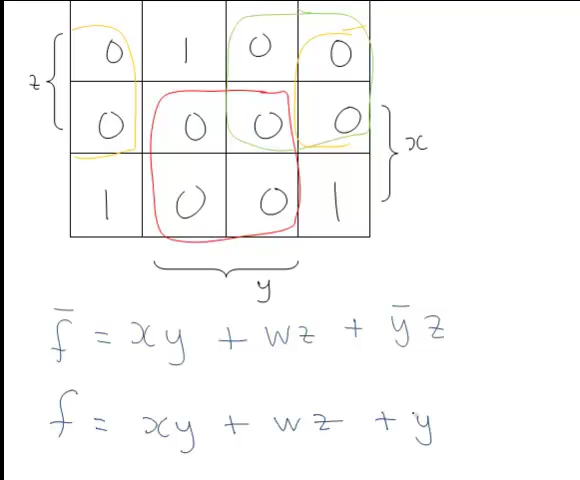 0 1 0 0
z
0 0 0 0
x
1 0 0 1
y
f̄ = xy + wz + ȳz
f = xy + wz + y